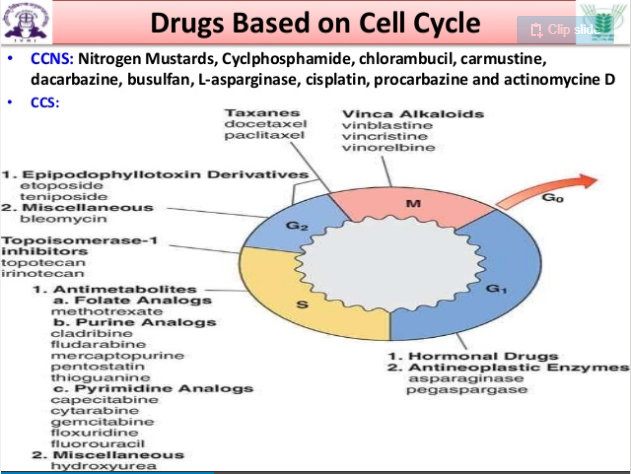 Drugs Based on Cell Cycle
Clip slide
• CCNS: Nitrogen Mustards, Cyclphosphamide, chlorambucil, carmustine,
dacarbazine, busulfan, L-asparginase, cisplatin, procarbazine and actinomycine D
• CCS:
Taxanes
docetaxel
paclitaxel
Vinca Alkaloids
vinblastine
vincristine
vinorelbine
1. Epipodophyllotoxin Derivatives
etoposide
teniposide
2. Miscellaneous
bleomycin
Topoisomerase-1
inhibitors
topotecan
irinotecan
1. Antimetabolites
a. Folate Analogs
methotrexate
b. Purine Analogs
cladribine
fludarabine
mercaptopurine
pentostatin
thioguanine
c. Pyrimidine Analogs
capecitabine
cytarabine
gemcitabine
floxuridine
fluorouracil
2. Miscellaneous
hydroxyurea
M
G0
G2
S
G1
1. Hormonal Drugs
2. Antineoplastic Enzymes
asparaginase
pegaspargase